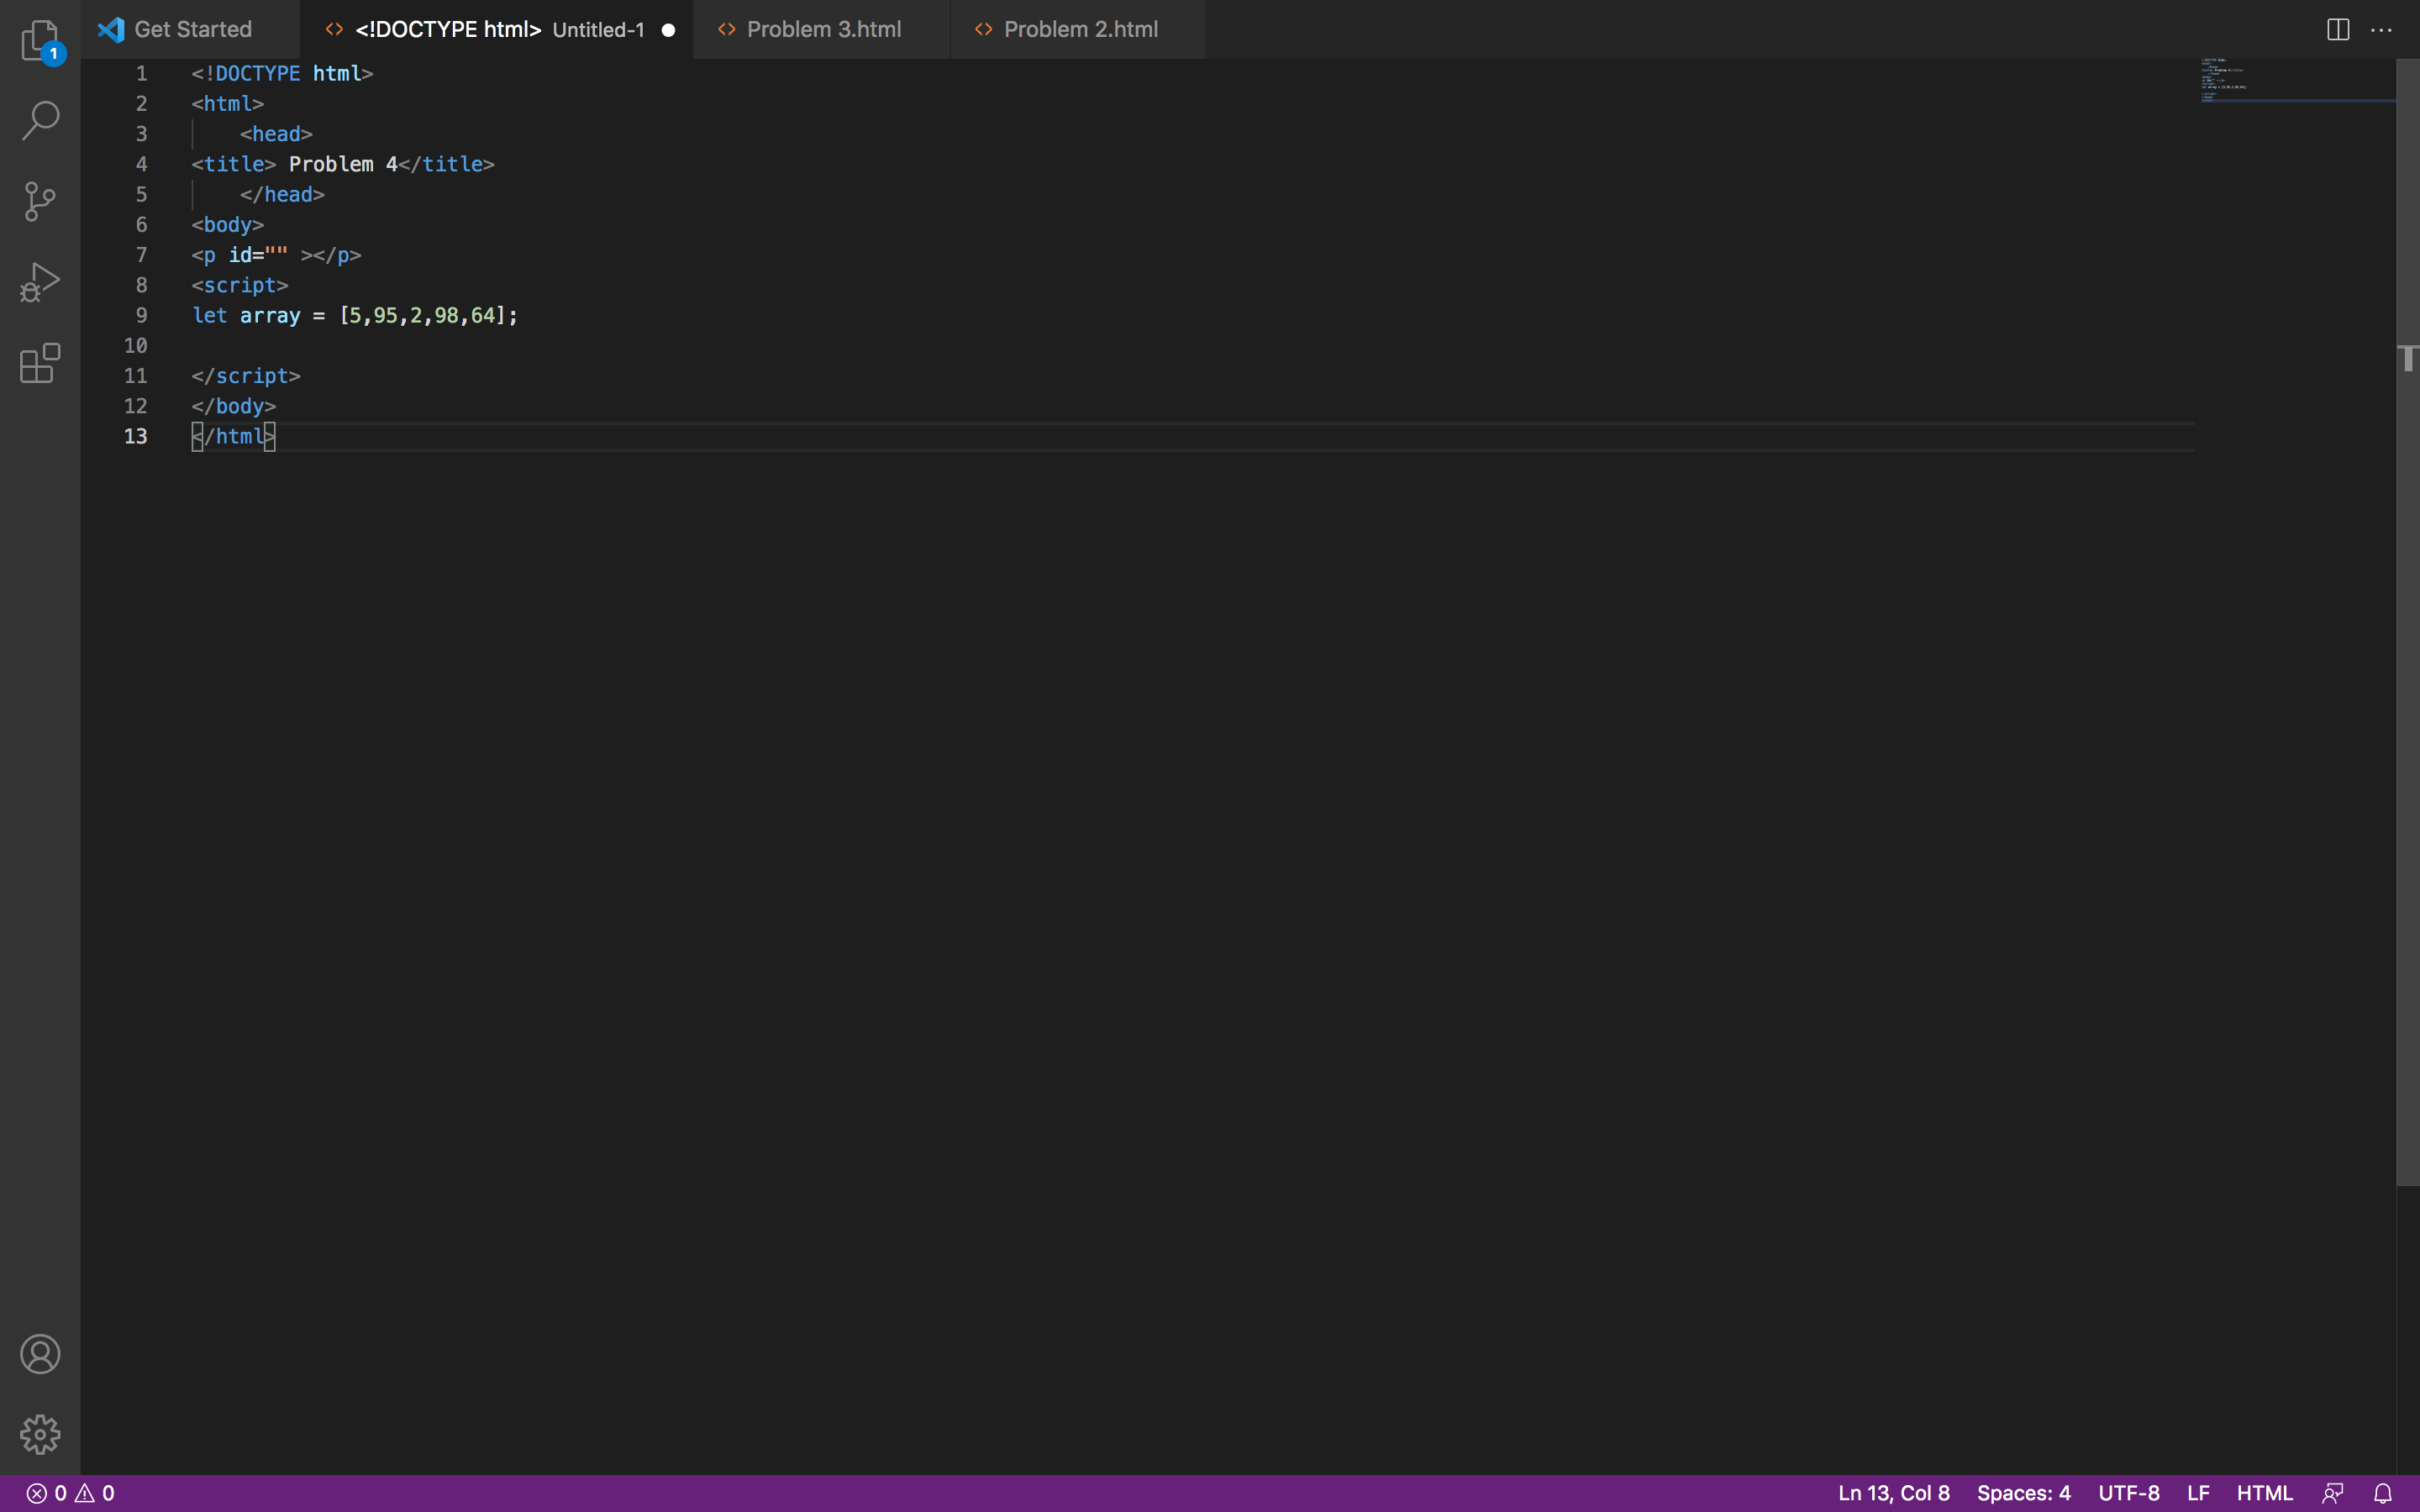 1
Get Started
<> <!DOCTYPE html> Untitled-1
<> Problem 3.html
<> Problem 2.html
1 <!DOCTYPE html>
2 <html>
3 <head>
4 <title> Problem 4</title>
5 </head>
6 <body>
7 <p id="" ></p>
8 <script>
9 let array = [5,95,2,98,64];
10
11 </script>
12 </body>
13 </html>
0 0
Ln 13, Col 8 Spaces: 4 UTF-8 LF HTML